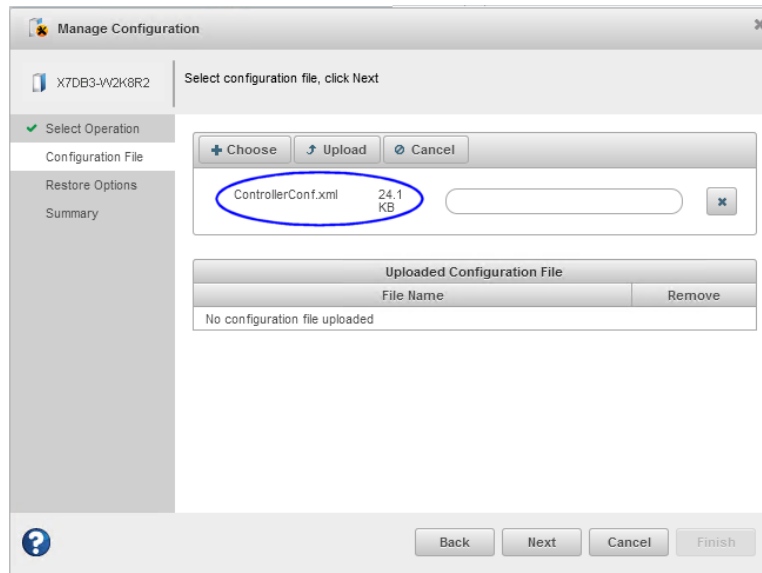 Manage Configuration
X7DB3-W2K8R2
Select configuration file, click Next
Select Operation
Configuration File
Restore Options
Summary
Choose
Upload
Cancel
ControllerConf.xml
24.1
KB
Uploaded Configuration File
File Name
Remove
No configuration file uploaded
Back
Next
Cancel
Finish